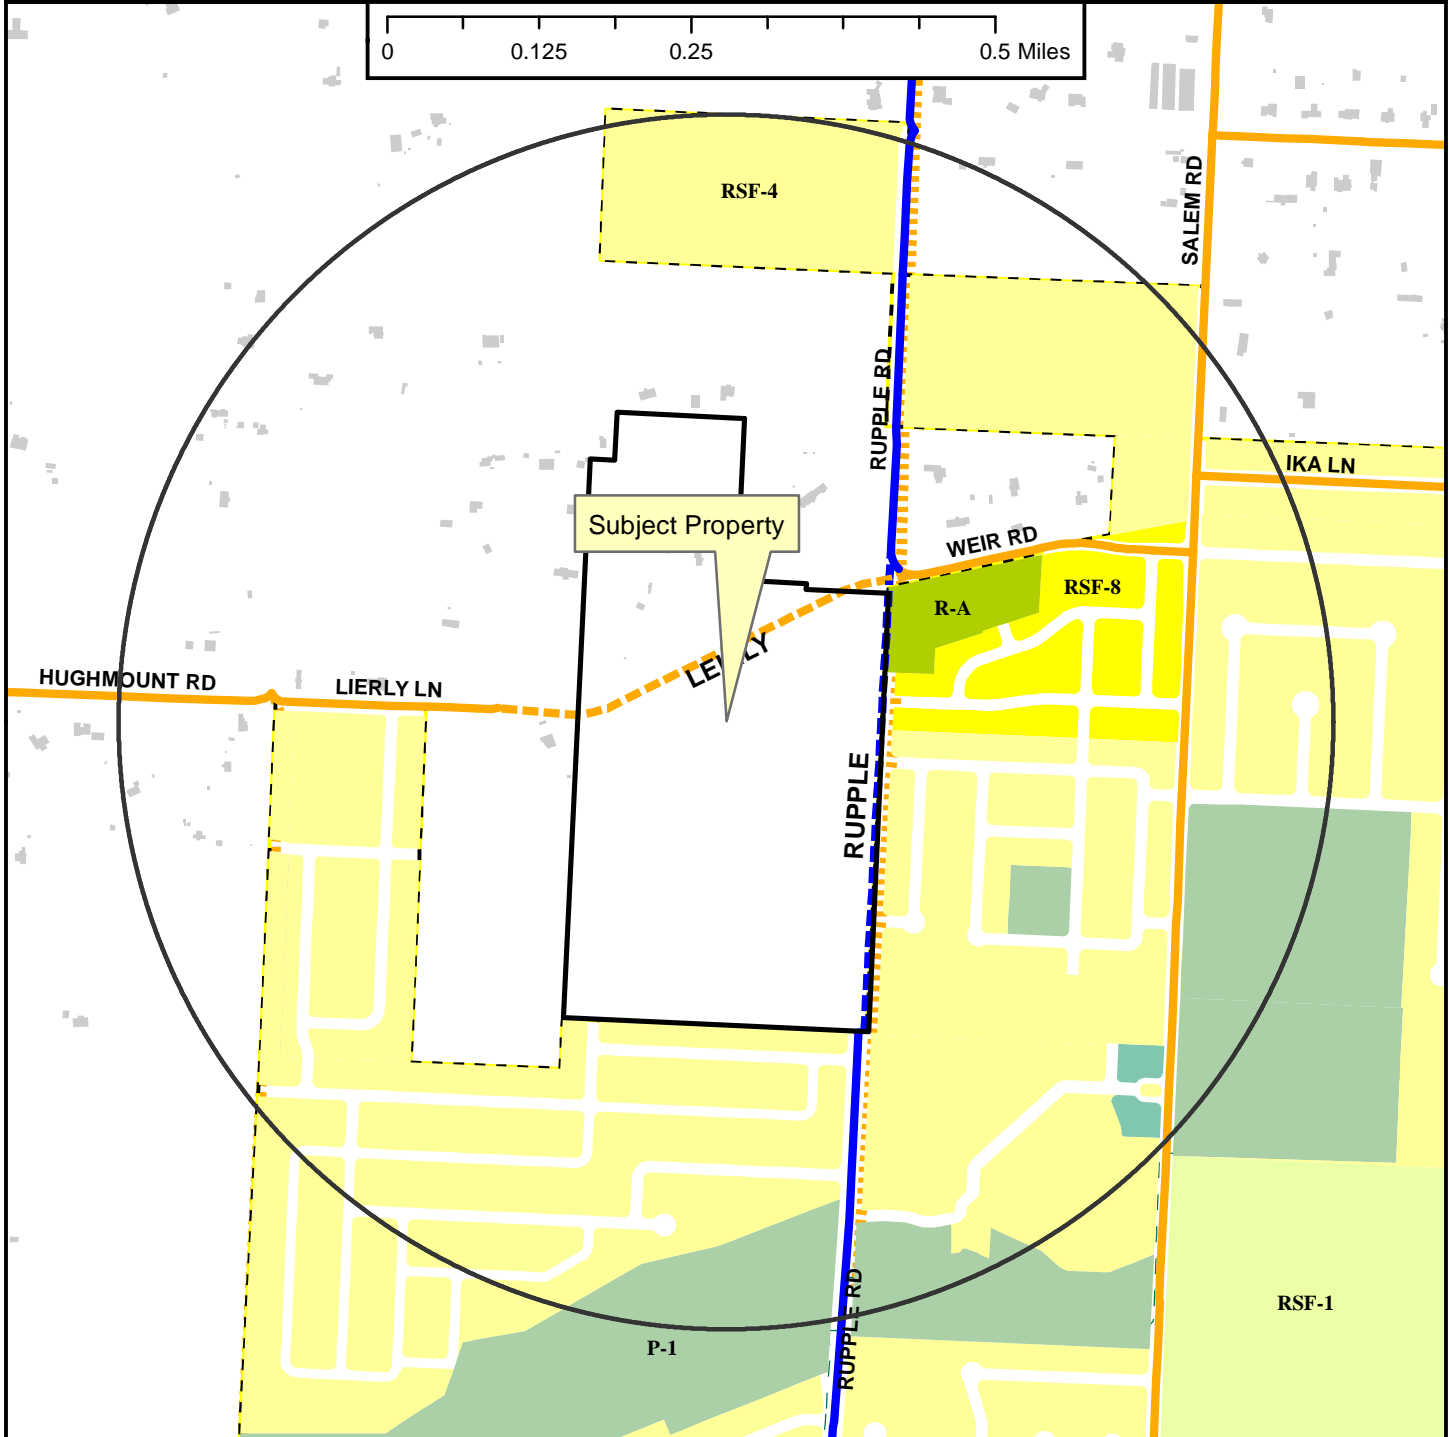 0 0.125 0.25 0.5 Miles
RSF-4
SALEM RD
RUPPLE RD
IKA LN
Subject Property
WEIR RD
R-A
RSF-8
HUGHMOUNT RD
LIERLY LN
RUPPLE
RSF-1
RUPPLE RD
P-1